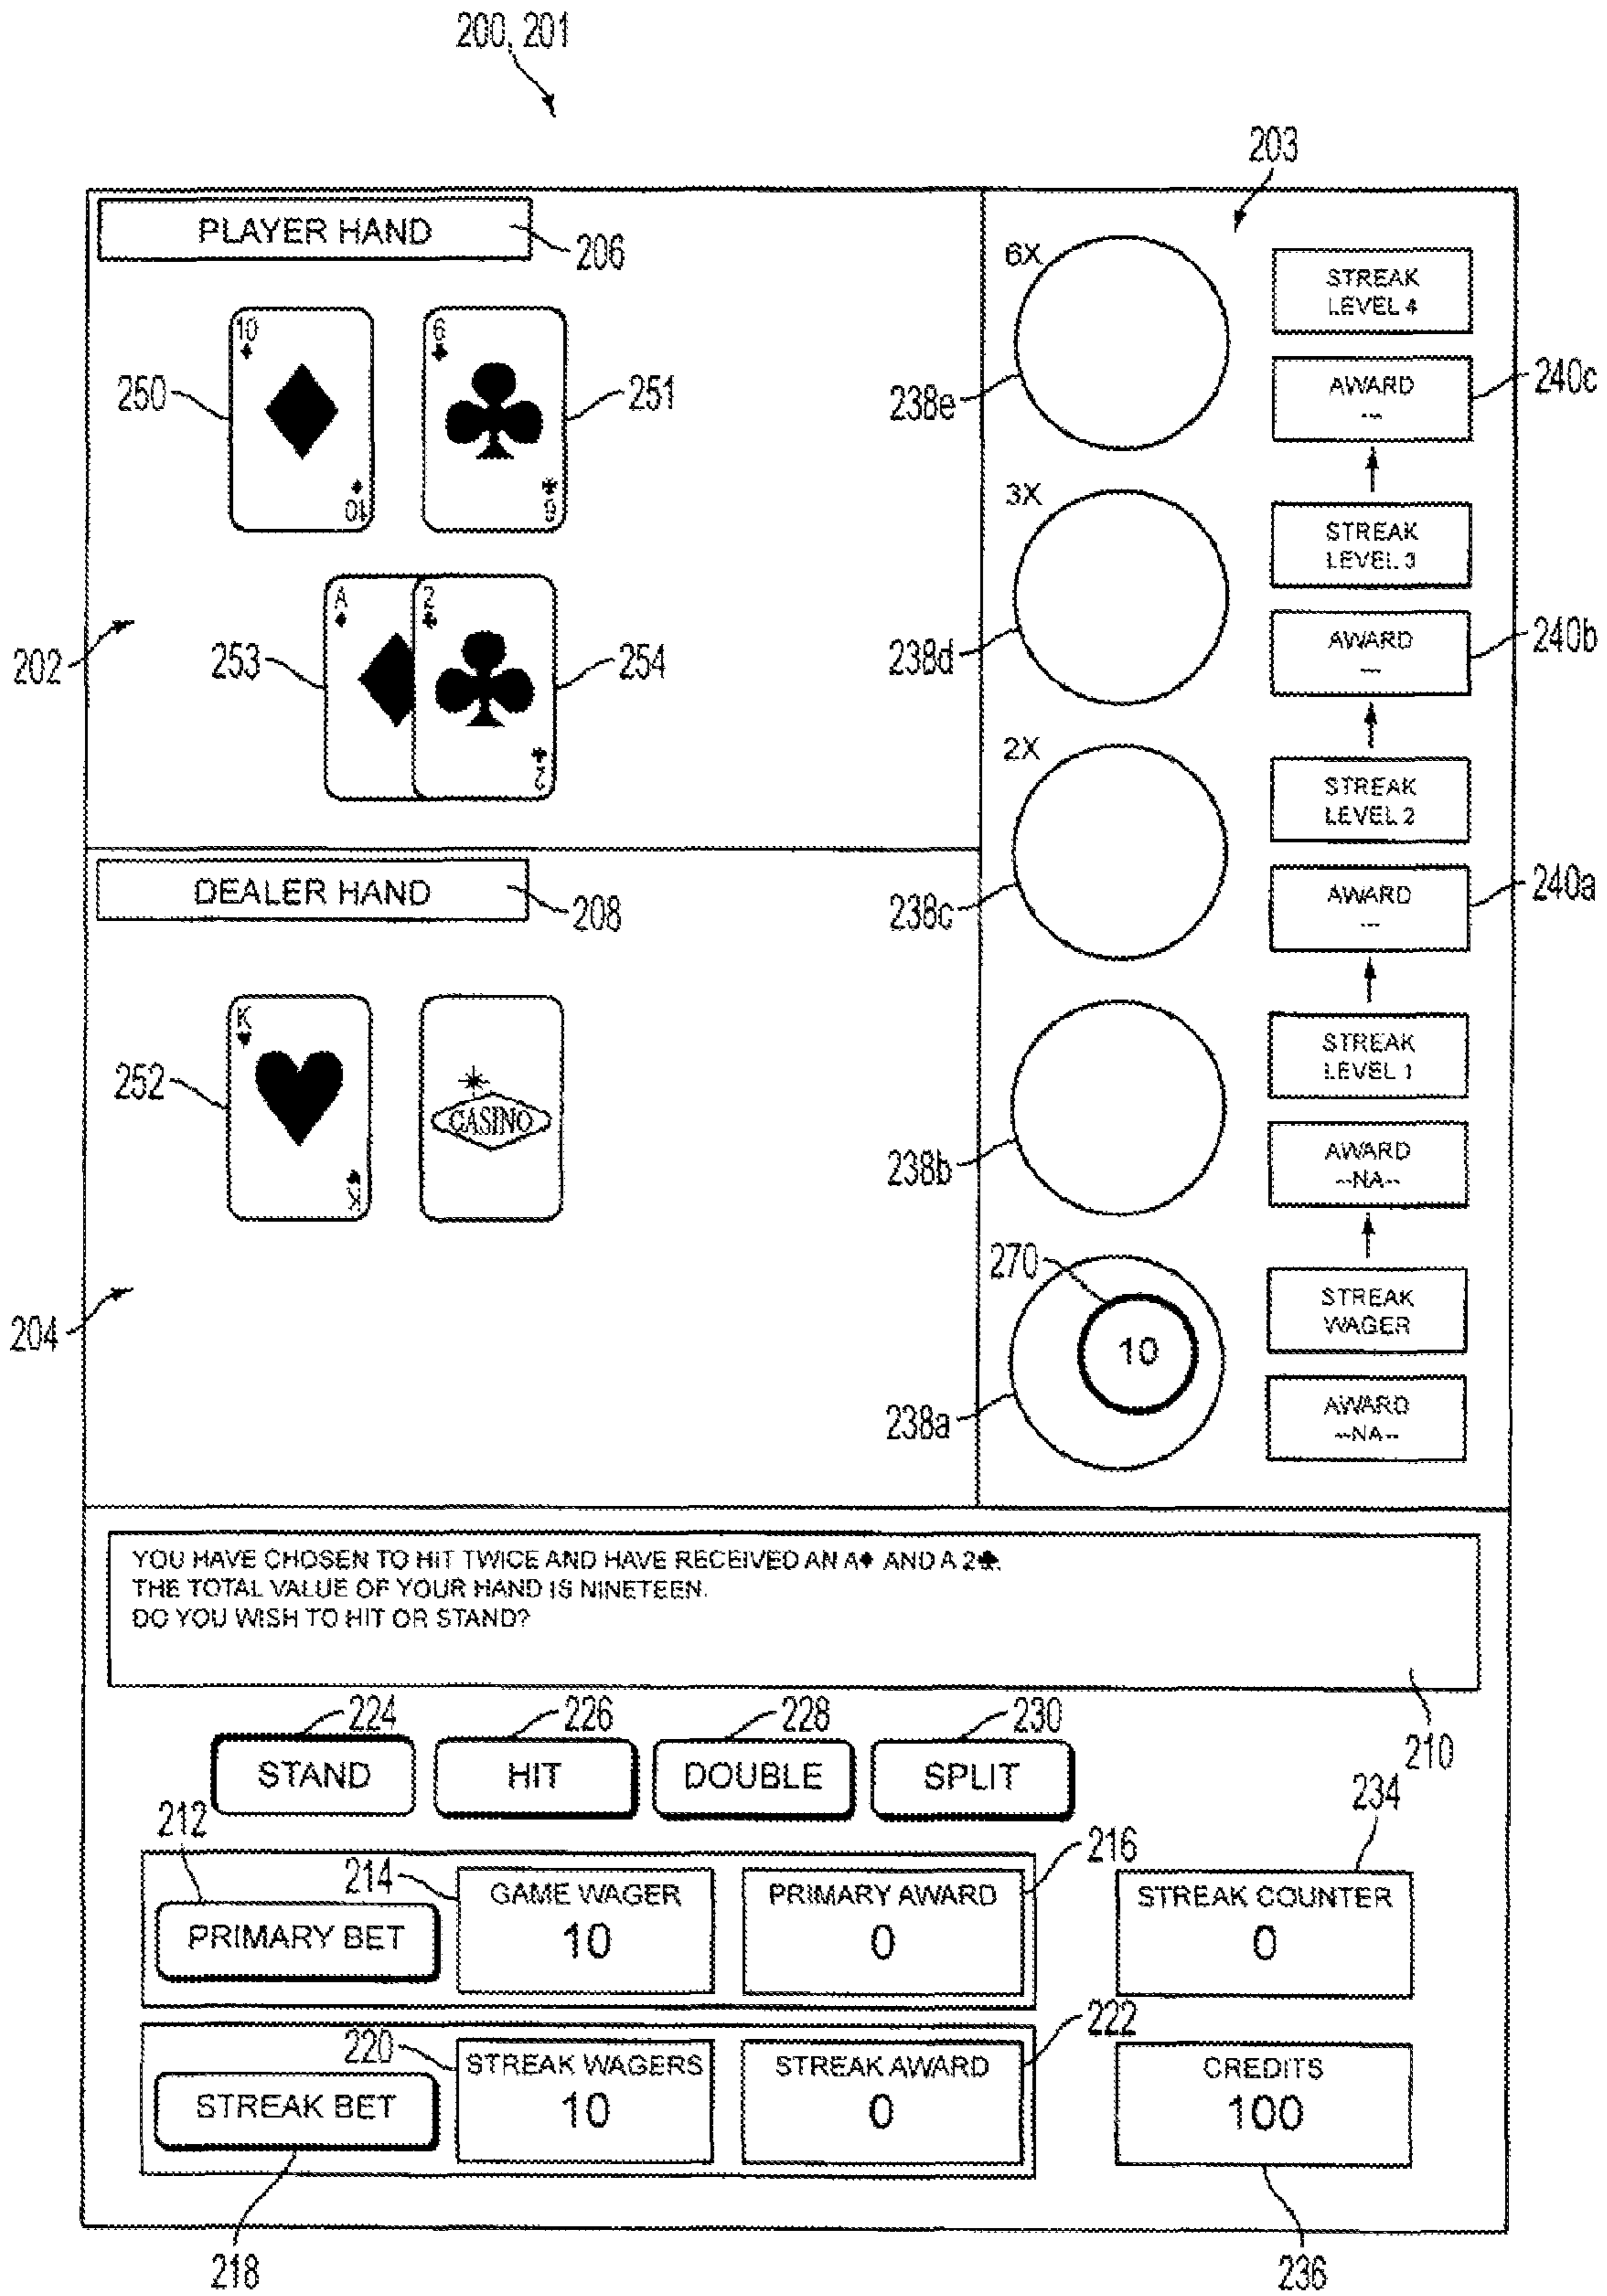 200, 201
203
PLAYER HAND
206
10♦
10♦
250
6♣
6♣
251
A♦
2♣
2♣
253
254
202
DEALER HAND
208
K♥
K♥
252
CASINO
204
6X
238e
STREAK
LEVEL 4
AWARD
---
240c
3X
238d
STREAK
LEVEL 3
AWARD
---
240b
2X
238c
STREAK
LEVEL 2
AWARD
---
240a
238b
STREAK
LEVEL 1
AWARD
--NA--
270
10
238a
STREAK
WAGER
AWARD
--NA--
YOU HAVE CHOSEN TO HIT TWICE AND HAVE RECEIVED AN A♦ AND A 2♣.
THE TOTAL VALUE OF YOUR HAND IS NINETEEN.
DO YOU WISH TO HIT OR STAND?
210
224
226
228
230
STAND
HIT
DOUBLE
SPLIT
212
214
216
234
PRIMARY BET
GAME WAGER
10
PRIMARY AWARD
0
STREAK COUNTER
0
220
222
STREAK BET
STREAK WAGERS
10
STREAK AWARD
0
CREDITS
100
218
236